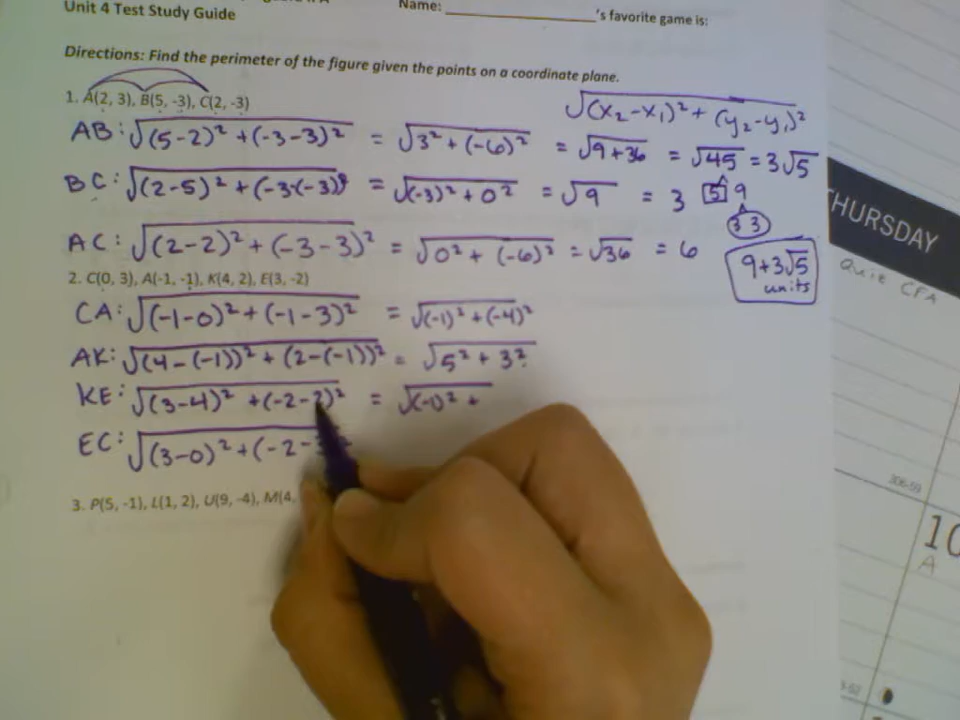 Name: ____________'s favorite game is:
Unit 4 Test Study Guide
Directions: Find the perimeter of the figure given the points on a coordinate plane.
1. A(2, 3), B(5, -3), C(2, -3)
√(x₂-x₁)² + (y₂-y₁)²
AB: √(5-2)² + (-3-3)² = √3² + (-6)² = √9+36 = √45 = 3√5
BC: √(2-5)² + (-3-(-3))² = √(-3)² + 0² = √9 = 3
5 9
3 3
AC: √(2-2)² + (-3-3)² = √0² + (-6)² = √36 = 6
9+3√5
units
2. C(0, 3), A(-1, -1), K(4, 2), E(3, -2)
CA: √(-1-0)² + (-1-3)² = √(-1)² + (-4)²
AK: √(4-(-1))² + (2-(-1))² = √5² + 3²
KE: √(3-4)² + (-2-2)² = √(-1)² +
EC: √(3-0)² + (-2-
3. P(5, -1), L(1, 2), U(9, -4), M(4,
THURSDAY
Quiz CFA
306-59
10
A